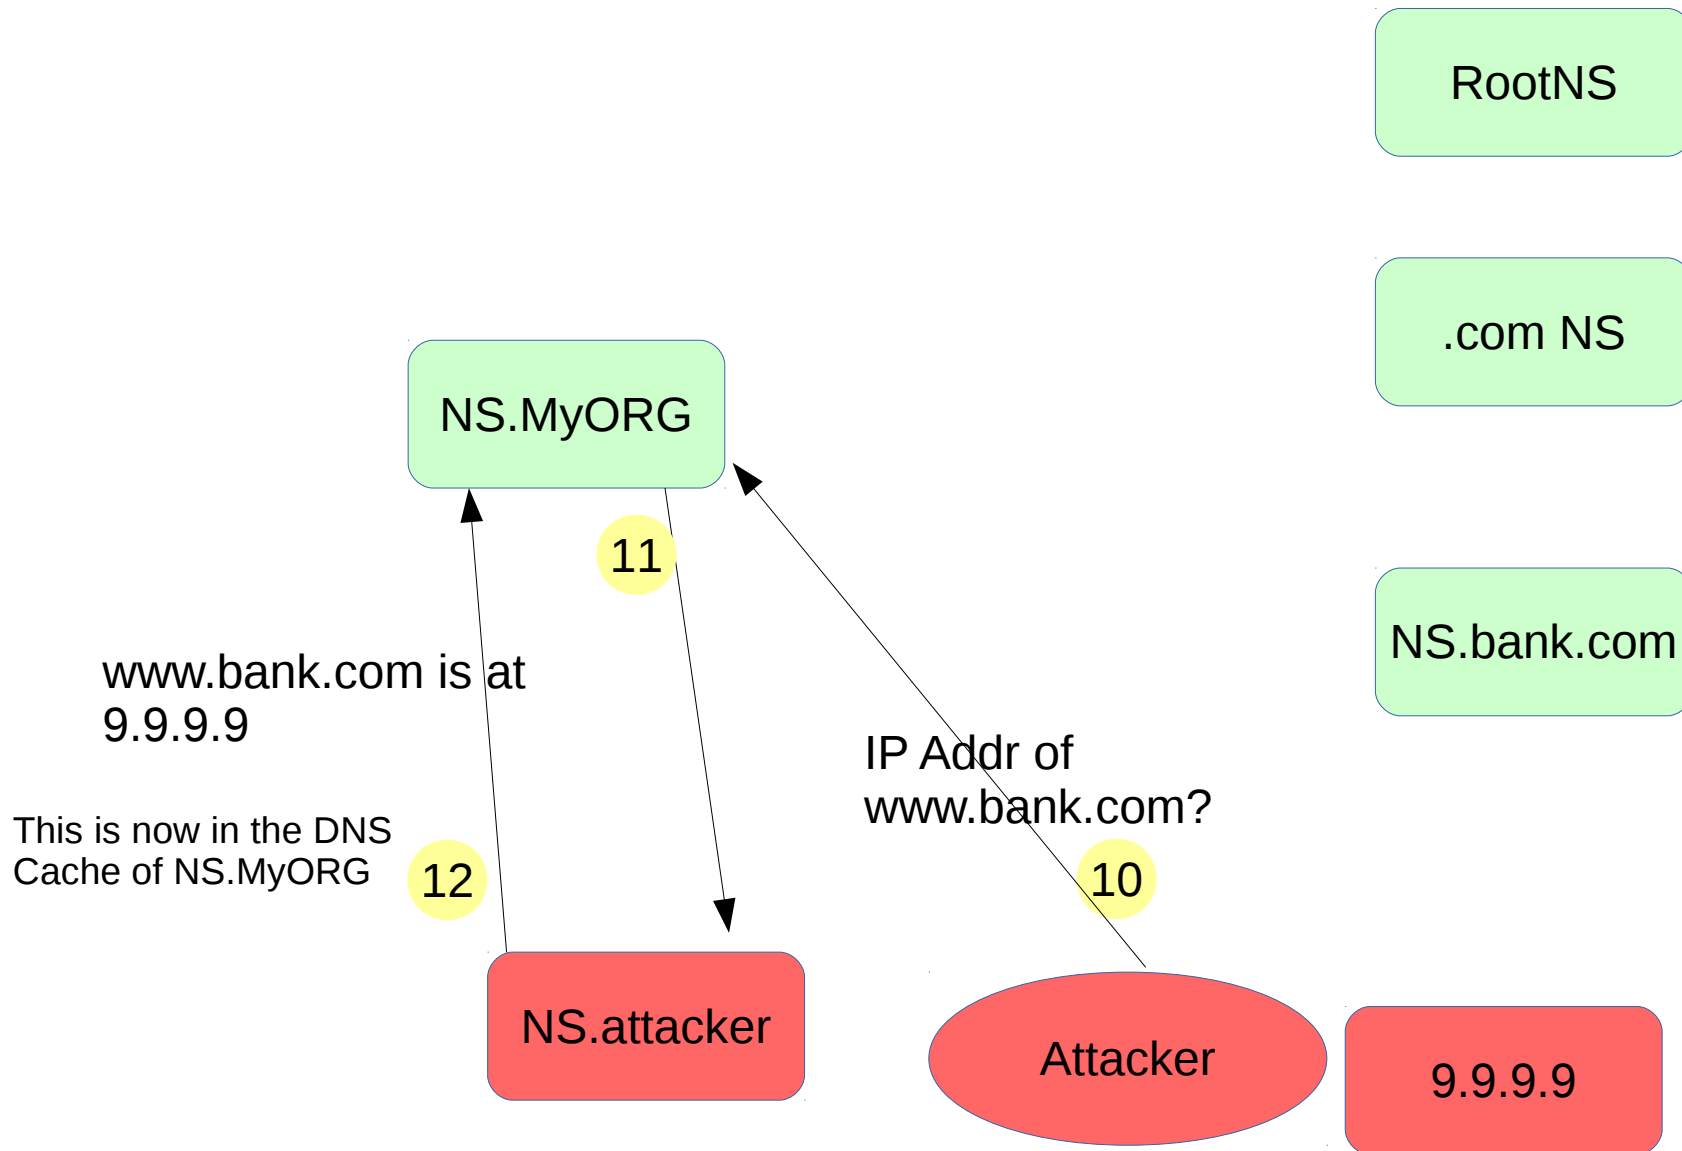 RootNS
.com NS
NS.MyORG
11
NS.bank.com
www.bank.com is at
9.9.9.9
IP Addr of
www.bank.com?
This is now in the DNS
Cache of NS.MyORG
12
10
NS.attacker
Attacker
9.9.9.9